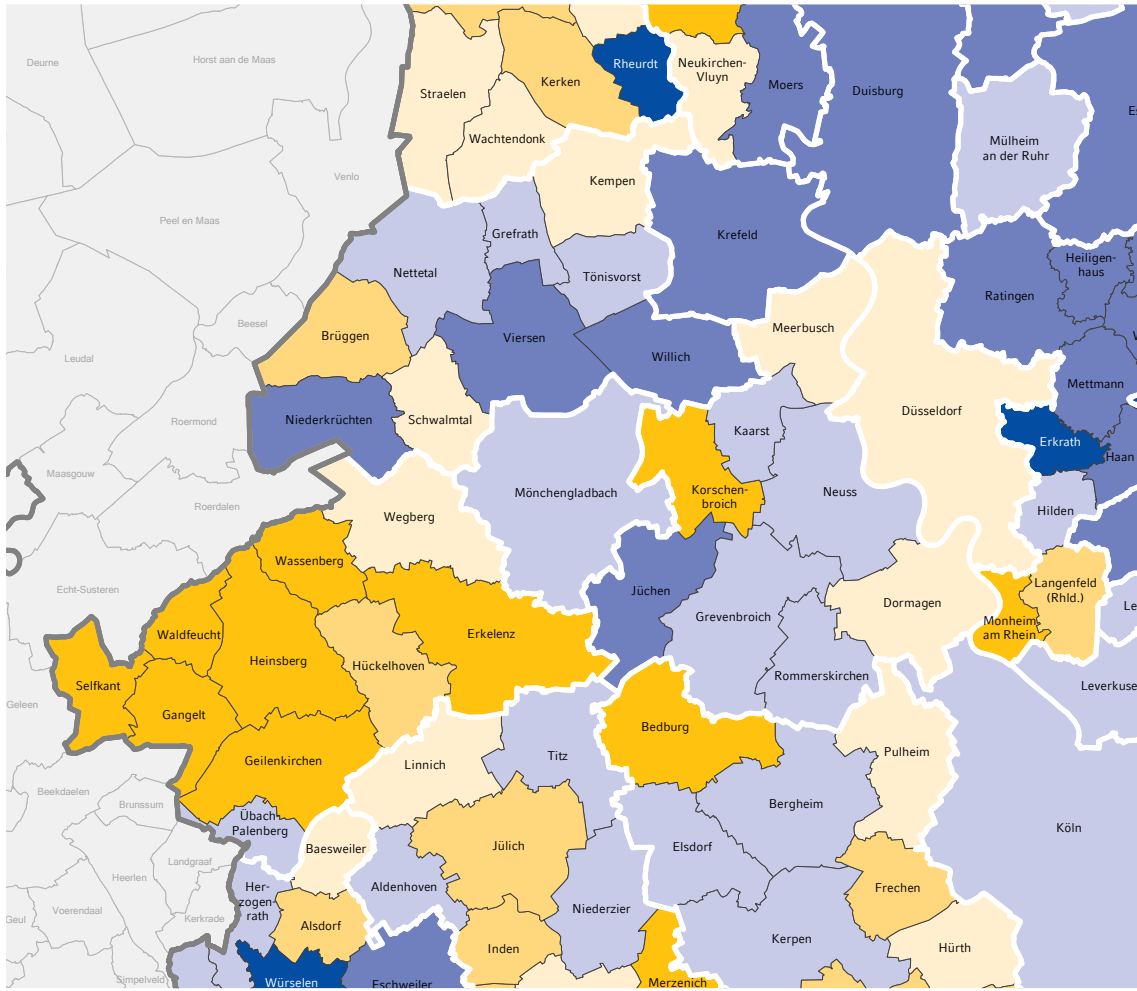 Deurne
Horst aan de Maas
Rheurdt
Neukirchen-
Vluyn
Kerken
Moers
Duisburg
Straelen
Wachtendonk
Mülheim
an der Ruhr
Venlo
Kempen
Peel en Maas
Grefrath
Krefeld
Nettetal
Tönisvorst
Heiligen-
haus
Ratingen
Beesel
Brüggen
Viersen
Meerbusch
Leudal
Willich
Mettmann
Roermond
Niederkrüchten
Schwalmtal
Kaarst
Düsseldorf
Erkrath
Haan
Maasgouw
Mönchengladbach
Korschen-
broich
Neuss
Roerdalen
Wegberg
Hilden
Wassenberg
Echt-Susteren
Langenfeld
(Rhld.)
Jüchen
Dormagen
Monheim
am Rhein
Le
Grevenbroich
Waldfeucht
Erkelenz
Heinsberg
Hückelhoven
Rommerskirchen
Selfkant
Leverkuse
Geleen
Gangelt
Bedburg
Geilenkirchen
Linnich
Titz
Pulheim
Beekdaelen
Brunssum
Bergheim
Übach-
Palenberg
Köln
Baesweiler
Jülich
Elsdorf
Landgraaf
Heerlen
Her-
zogen-
rath
Aldenhoven
Frechen
Voerendaal
Geul
Kerkrade
Alsdorf
Niederzier
Inden
Kerpen
Hürth
Simpelveld
Würselen
Eschweiler
Merzenich